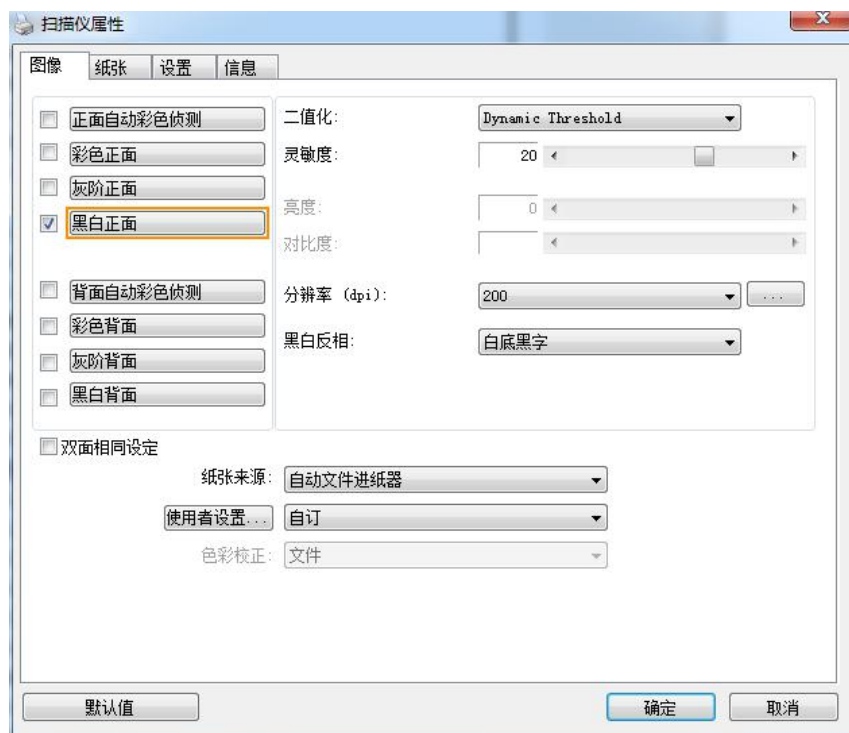 扫描仪属性
图像 纸张 设置 信息
正面自动彩色侦测
彩色正面
灰阶正面
黑白正面
背面自动彩色侦测
彩色背面
灰阶背面
黑白背面
二值化: Dynamic Threshold
灵敏度: 20
亮度: 0
对比度:
分辨率 (dpi): 200 ...
黑白反相: 白底黑字
双面相同设定
纸张来源: 自动文件进纸器
使用者设置... 自订
色彩校正: 文件
默认值 确定 取消